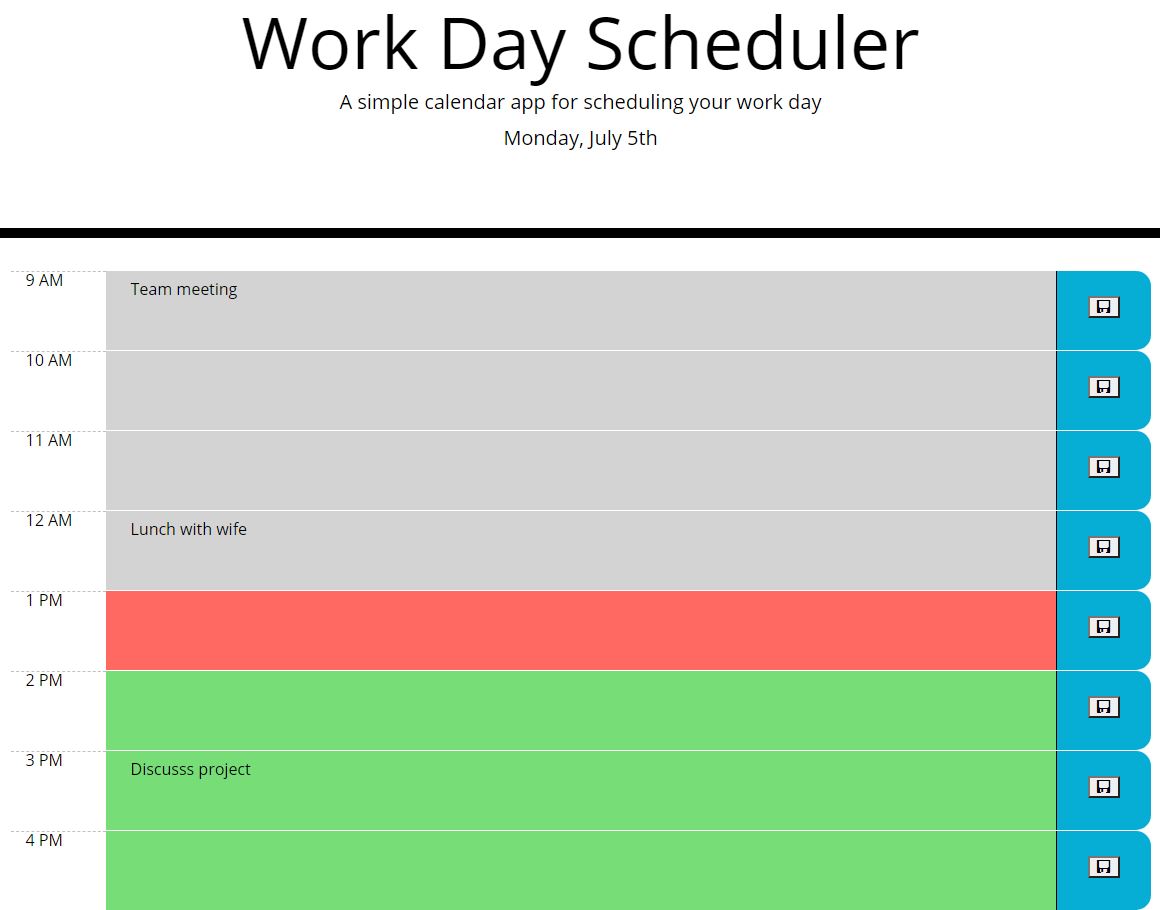 Work Day Scheduler
A simple calendar app for scheduling your work day
Monday, July 5th
9 AM
Team meeting
10 AM
11 AM
12 AM
Lunch with wife
1 PM
2 PM
3 PM
Discusss project
4 PM